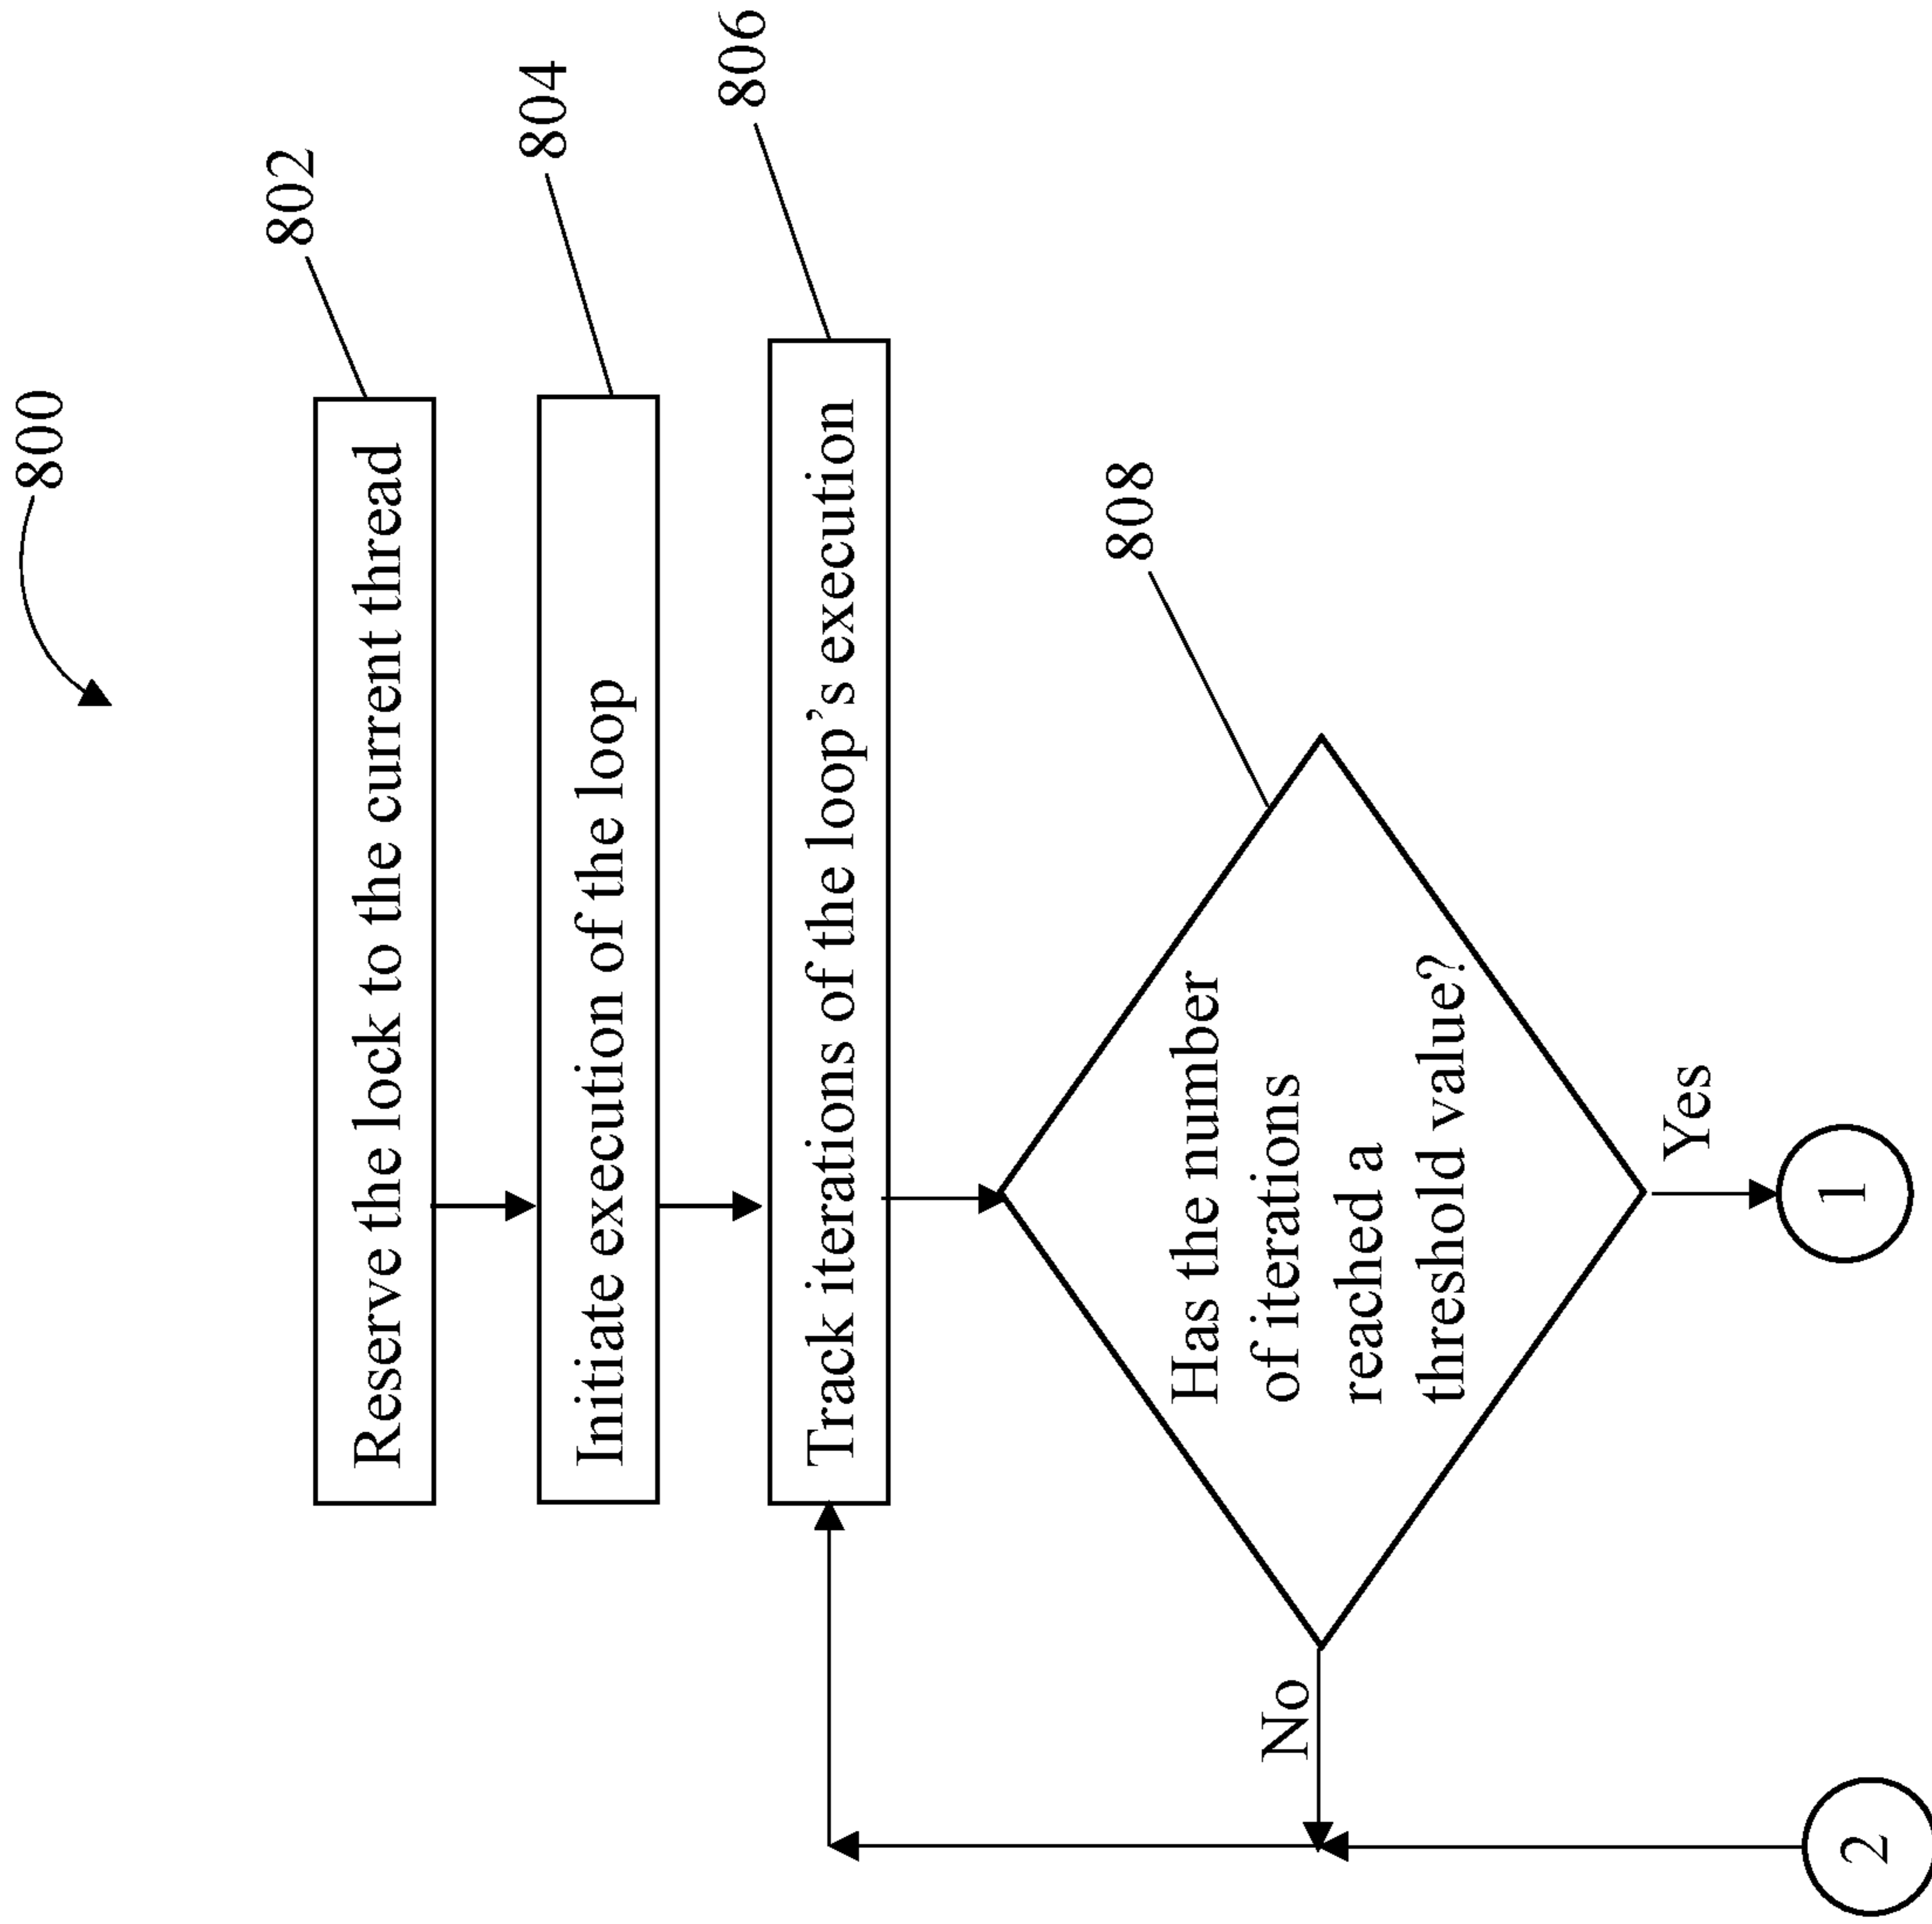 800
802
Reserve the lock to the current thread
804
Initiate execution of the loop
806
Track iterations of the loop’s execution
808
Has the number
of iterations
reached a
threshold value?
No
Yes
1
2